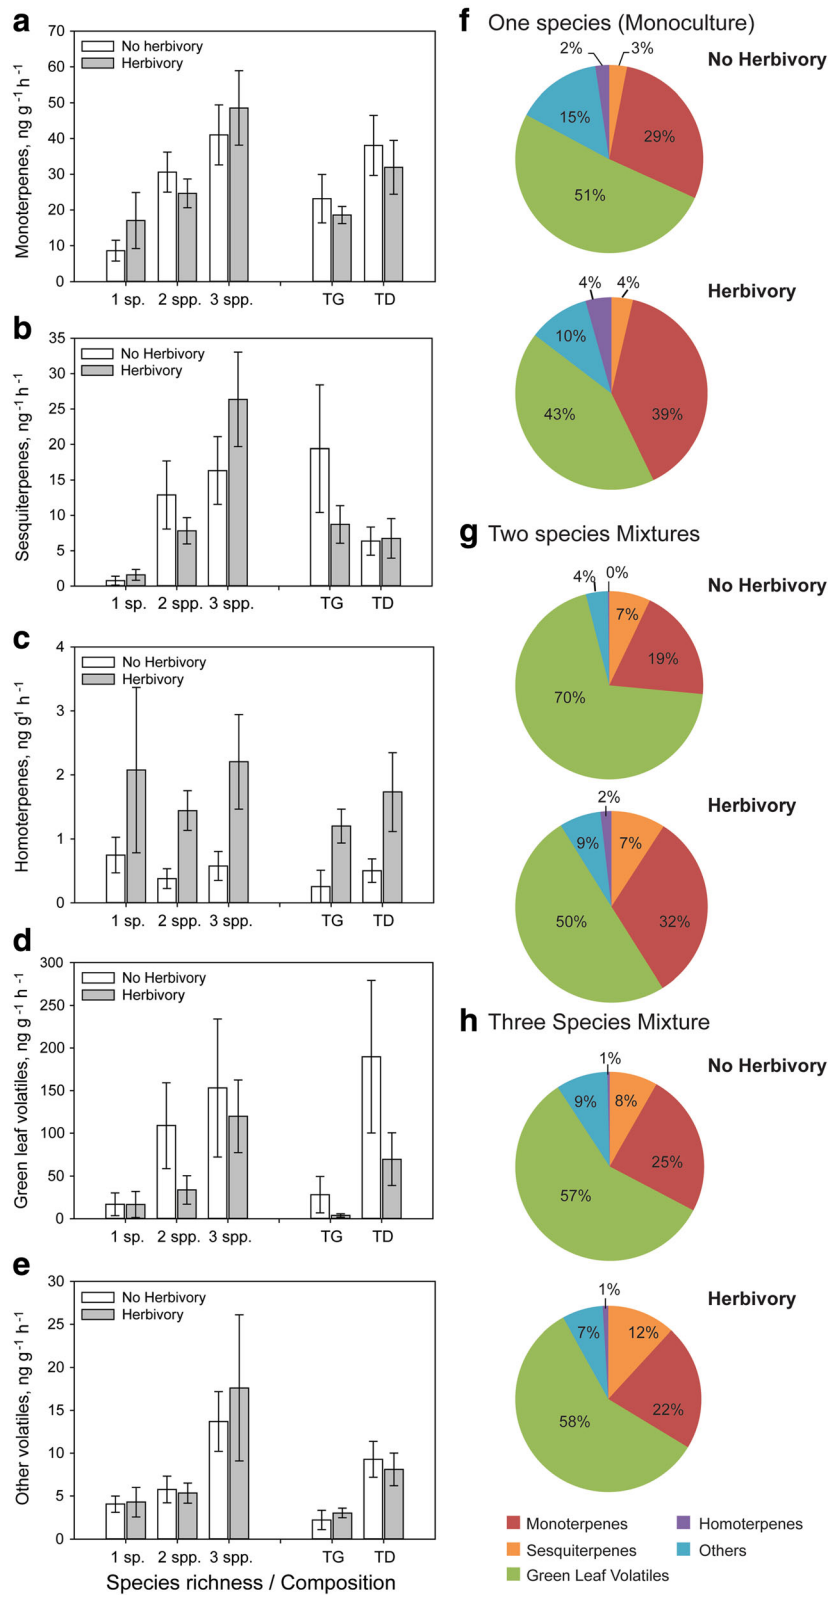 a
70
60
50
40
30
20
10
0
Monoterpenes, ng g-1 h-1
No herbivory
Herbivory
1 sp. 2 spp. 3 spp. TG TD
b
35
30
25
20
15
10
5
0
Sesquiterpenes, ng-1 h-1
No Herbivory
Herbivory
1 sp. 2 spp. 3 spp. TG TD
c
4
3
2
1
0
Homoterpenes, ng g1 h-1
No Herbivory
Herbivory
1 sp. 2 spp. 3 spp. TG TD
d
300
250
200
150
100
50
0
Green leaf volatiles, ng g-1 h-1
No Herbivory
Herbivory
1 sp. 2 spp. 3 spp. TG TD
e
30
25
20
15
10
5
0
Other volatiles, ng g-1 h-1
No Herbivory
Herbivory
1 sp. 2 spp. 3 spp. TG TD
Species richness / Composition
f One species (Monoculture)
No Herbivory
2% 3%
15% 29%
51%
Herbivory
4% 4%
10%
43% 39%
g Two species Mixtures
No Herbivory
4% 0%
7%
19%
70%
Herbivory
2%
9% 7%
50% 32%
h Three Species Mixture
No Herbivory
1%
9% 8%
25%
57%
Herbivory
1%
7% 12%
22%
58%
Monoterpenes Homoterpenes
Sesquiterpenes Others
Green Leaf Volatiles